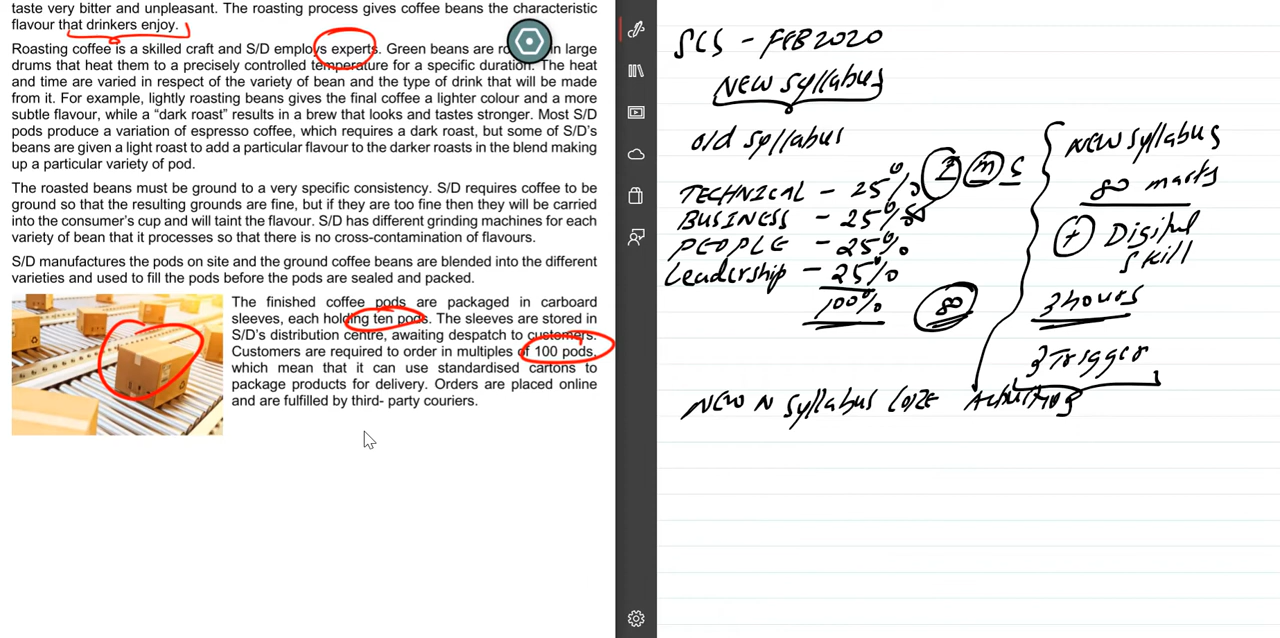 taste very bitter and unpleasant. The roasting process gives coffee beans the characteristic
flavour that drinkers enjoy.
Roasting coffee is a skilled craft and S/D employs experts. Green beans are in large
drums that heat them to a precisely controlled temperature for a specific duration. The heat
and time are varied in respect of the variety of bean and the type of drink that will be made
from it. For example, lightly roasting beans gives the final coffee a lighter colour and a more
subtle flavour, while a “dark roast” results in a brew that looks and tastes stronger. Most S/D
pods produce a variation of espresso coffee, which requires a dark roast, but some of S/D’s
beans are given a light roast to add a particular flavour to the darker roasts in the blend making
up a particular variety of pod.
The roasted beans must be ground to a very specific consistency. S/D requires coffee to be
ground so that the resulting grounds are fine, but if they are too fine then they will be carried
into the consumer’s cup and will taint the flavour. S/D has different grinding machines for each
variety of bean that it processes so that there is no cross-contamination of flavours.
S/D manufactures the pods on site and the ground coffee beans are blended into the different
varieties and used to fill the pods before the pods are sealed and packed.
The finished coffee pods are packaged in carboard
sleeves, each holding ten pods. The sleeves are stored in
S/D’s distribution centre, awaiting despatch to customers.
Customers are required to order in multiples of 100 pods,
which mean that it can use standardised cartons to
package products for delivery. Orders are placed online
and are fulfilled by third- party couriers.
SCS - FEB 2020
NEW Syllabus
old syllabus
TECHNICAL - 25% I m S
BUSINESS - 25%
PEOPLE - 25%
Leadership - 25%
100% 80
NEW syllabus
80 marks
+ Digital
skill
3 hours
3 Trigger
NEW N Syllabus CORE Activities